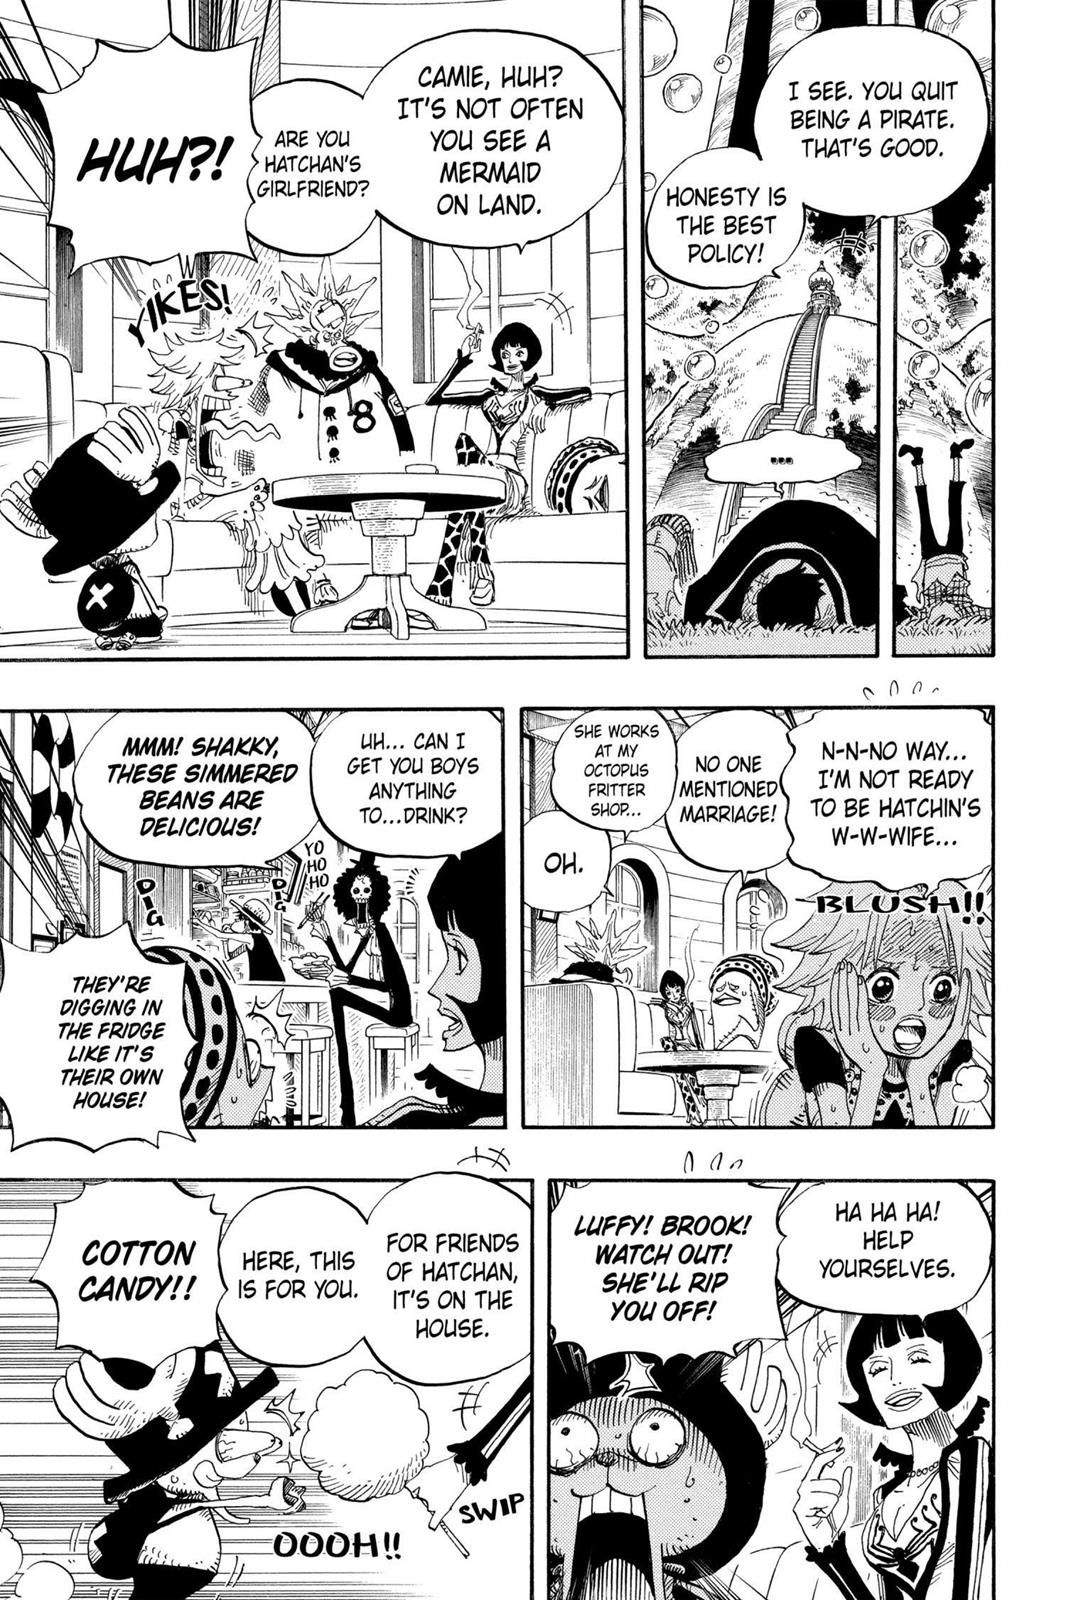 I SEE. YOU QUIT
BEING A PIRATE.
THAT'S GOOD.
HONESTY IS
THE BEST
POLICY!
...
CAMIE, HUH?
IT'S NOT OFTEN
YOU SEE A
MERMAID
ON LAND.
ARE YOU
HATCHAN'S
GIRLFRIEND?
HUH?!
YIKES!
8
N-N-NO WAY...
I'M NOT READY
TO BE HATCHIN'S
W-W-WIFE...
BLUSH!!
NO ONE
MENTIONED
MARRIAGE!
SHE WORKS
AT MY
OCTOPUS
FRITTER
SHOP...
OH.
UH... CAN I
GET YOU BOYS
ANYTHING
TO...DRINK?
YO
HO
HO
MMM! SHAKKY,
THESE SIMMERED
BEANS ARE
DELICIOUS!
DIG
DIG
THEY'RE
DIGGING IN
THE FRIDGE
LIKE IT'S
THEIR OWN
HOUSE!
HA HA HA!
HELP
YOURSELVES.
LUFFY! BROOK!
WATCH OUT!
SHE'LL RIP
YOU OFF!
FOR FRIENDS
OF HATCHAN,
IT'S ON THE
HOUSE.
HERE, THIS
IS FOR YOU.
SWIP
COTTON
CANDY!!
OOOH!!